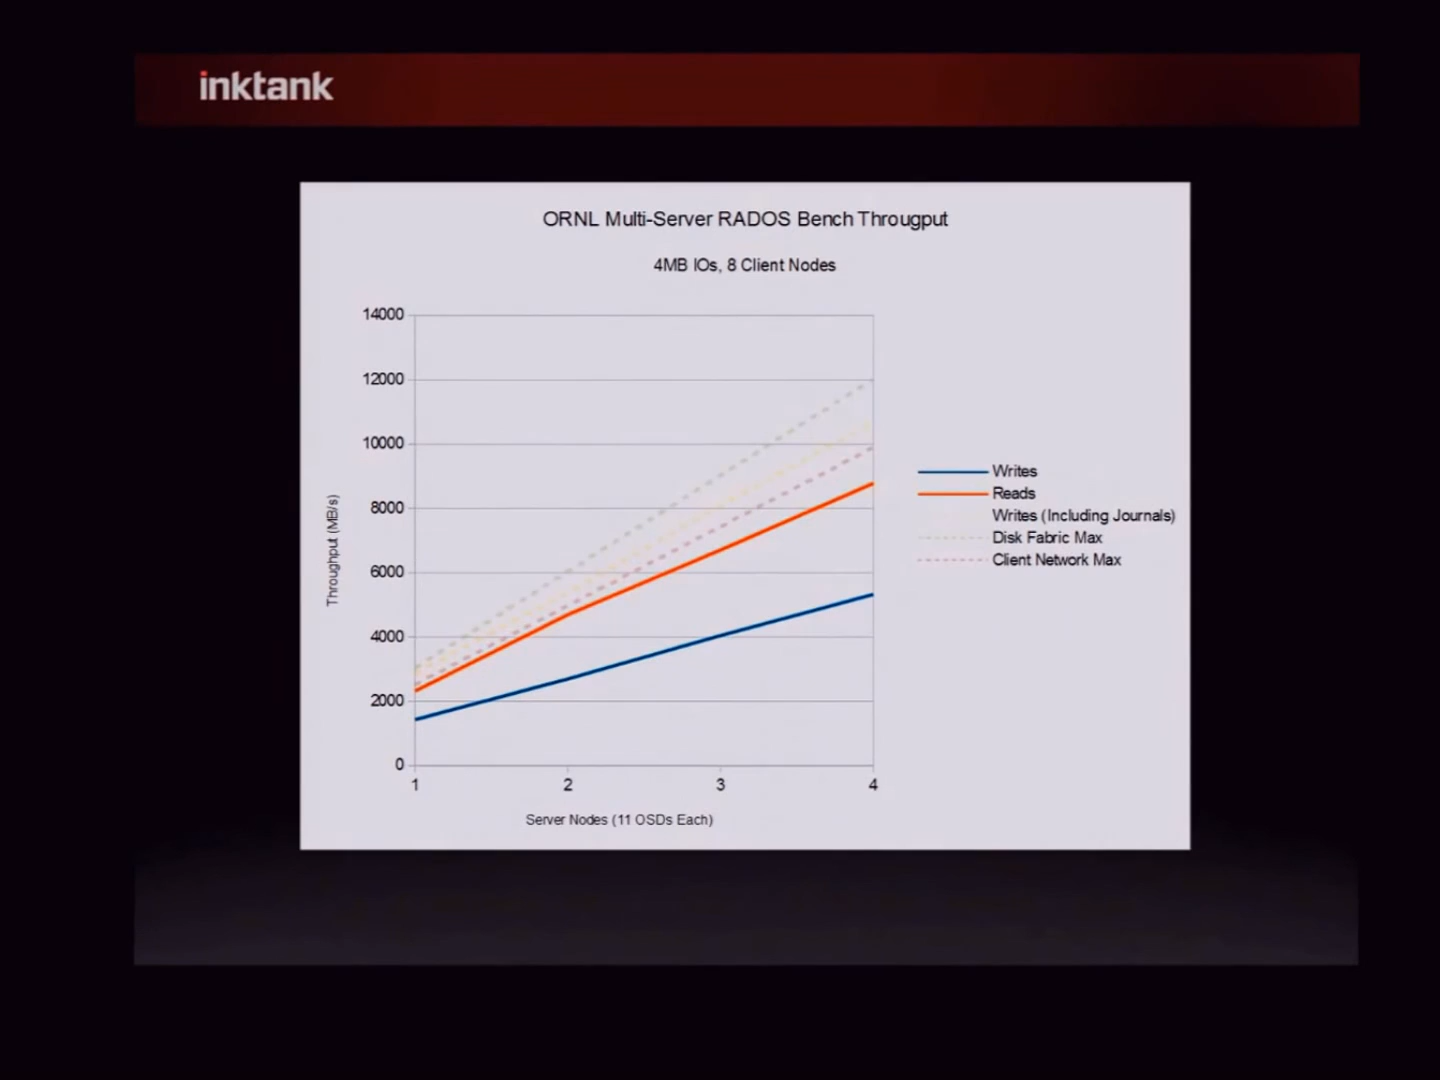 inktank
ORNL Multi-Server RADOS Bench Througput
4MB IOs, 8 Client Nodes
14000
12000
10000
8000
6000
4000
2000
0
Throughput (MB/s)
1 2 3 4
Server Nodes (11 OSDs Each)
Writes
Reads
Writes (Including Journals)
Disk Fabric Max
Client Network Max